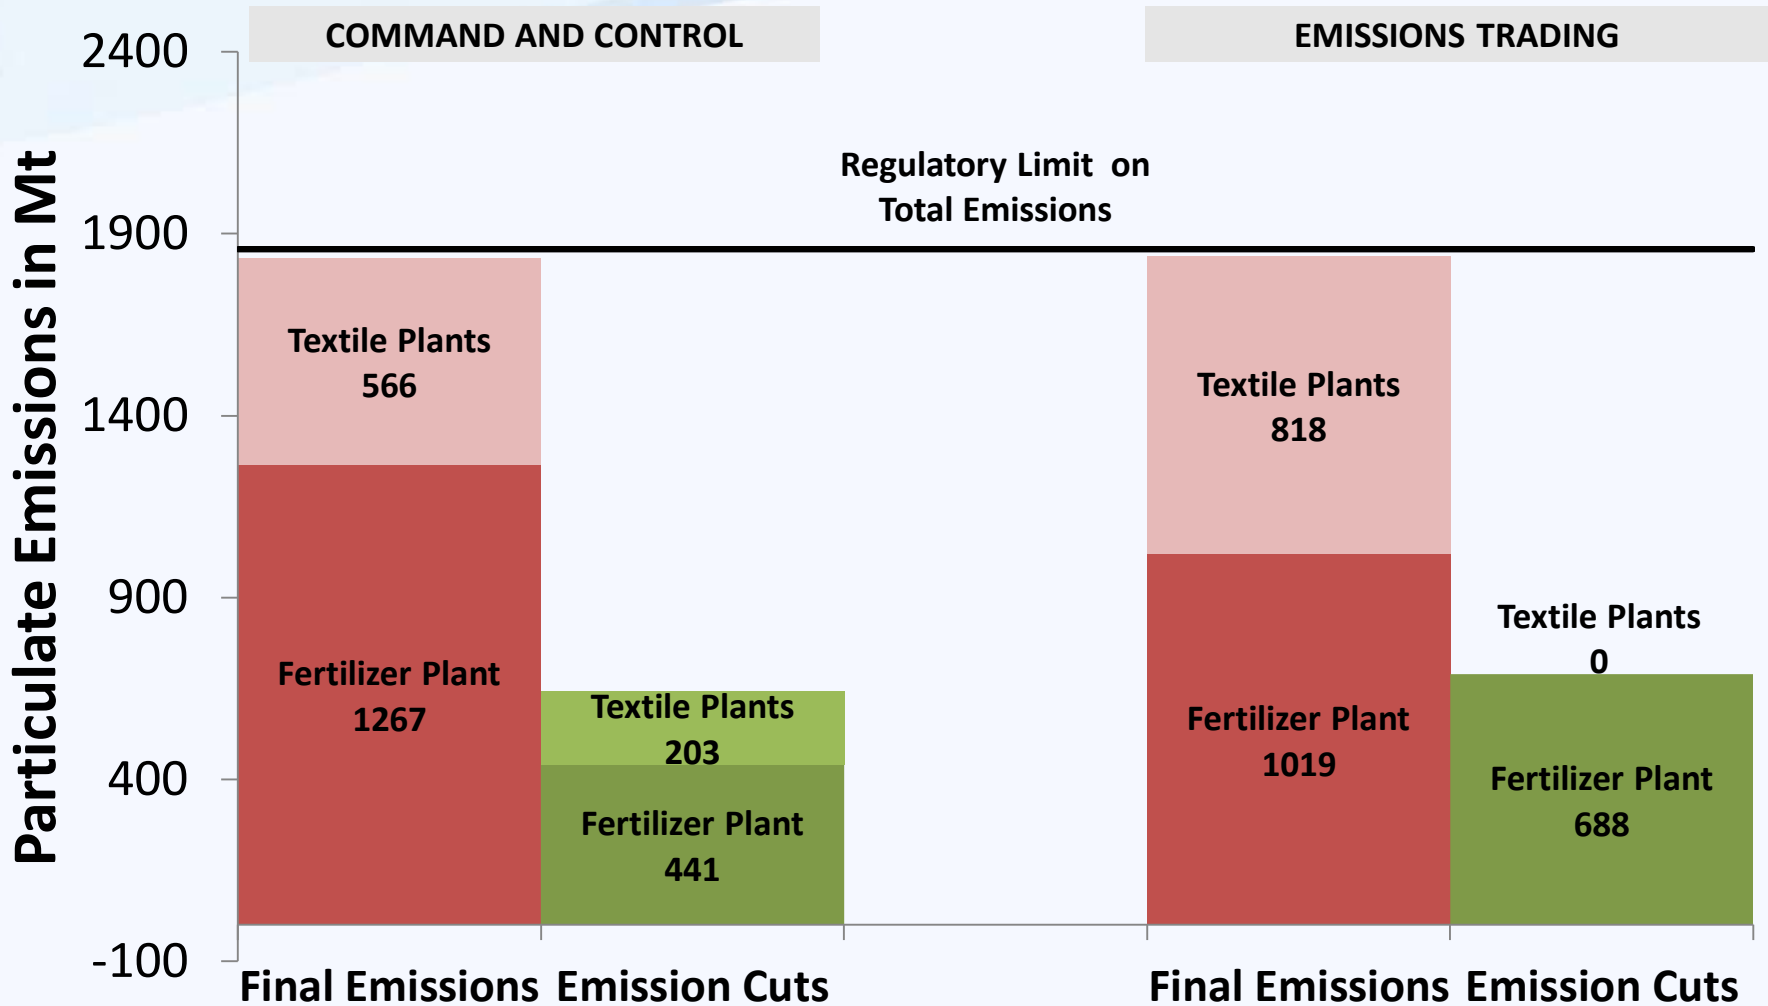 COMMAND AND CONTROL
EMISSIONS TRADING
Particulate Emissions in Mt
2400
1900
1400
900
400
-100
Regulatory Limit on
Total Emissions
Textile Plants
566
Fertilizer Plant
1267
Textile Plants
203
Fertilizer Plant
441
Textile Plants
818
Fertilizer Plant
1019
Textile Plants
0
Fertilizer Plant
688
Final Emissions
Emission Cuts
Final Emissions
Emission Cuts